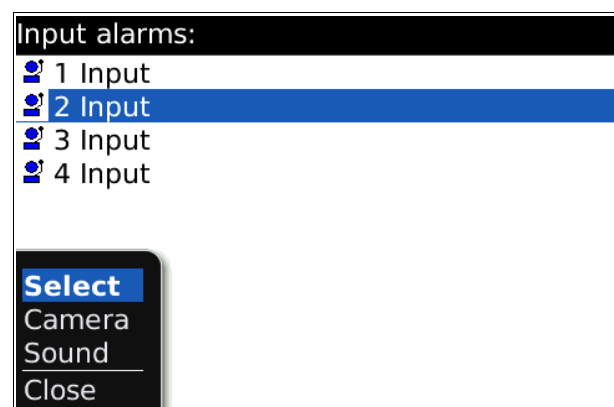 Input alarms:
1 Input
2 Input
3 Input
4 Input
Select
Camera
Sound
Close